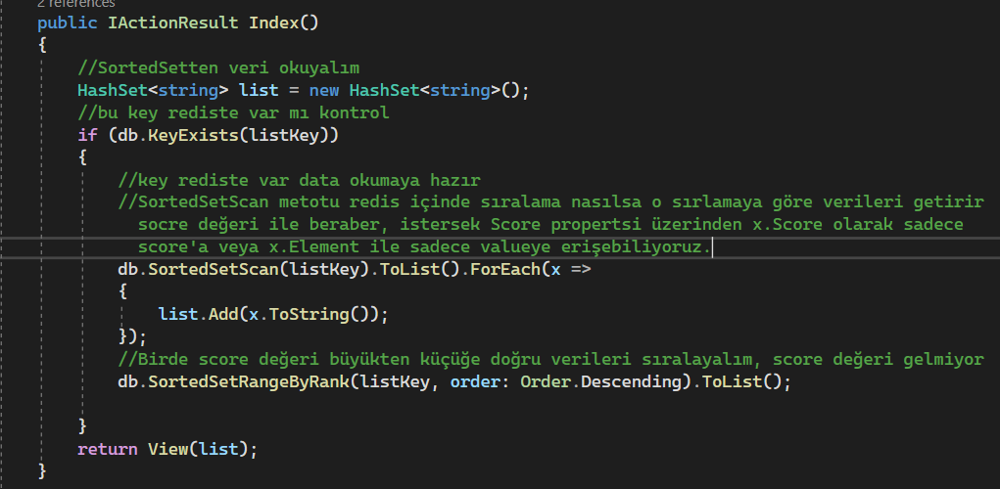 2 references
public IActionResult Index()
{
//SortedSetten veri okuyalım
HashSet<string> list = new HashSet<string>();
//bu key rediste var mı kontrol
if (db.KeyExists(listKey))
{
//key rediste var data okumaya hazır
//SortedSetScan metotu redis içinde sıralama nasılsa o sırlamaya göre verileri getirir
socre değeri ile beraber, istersek Score propertsi üzerinden x.Score olarak sadece
score'a veya x.Element ile sadece valueye erişebiliyoruz.
db.SortedSetScan(listKey).ToList().ForEach(x =>
{
list.Add(x.ToString());
});
//Birde score değeri büyükten küçüğe doğru verileri sıralayalım, score değeri gelmiyor
db.SortedSetRangeByRank(listKey, order: Order.Descending).ToList();
}
return View(list);
}